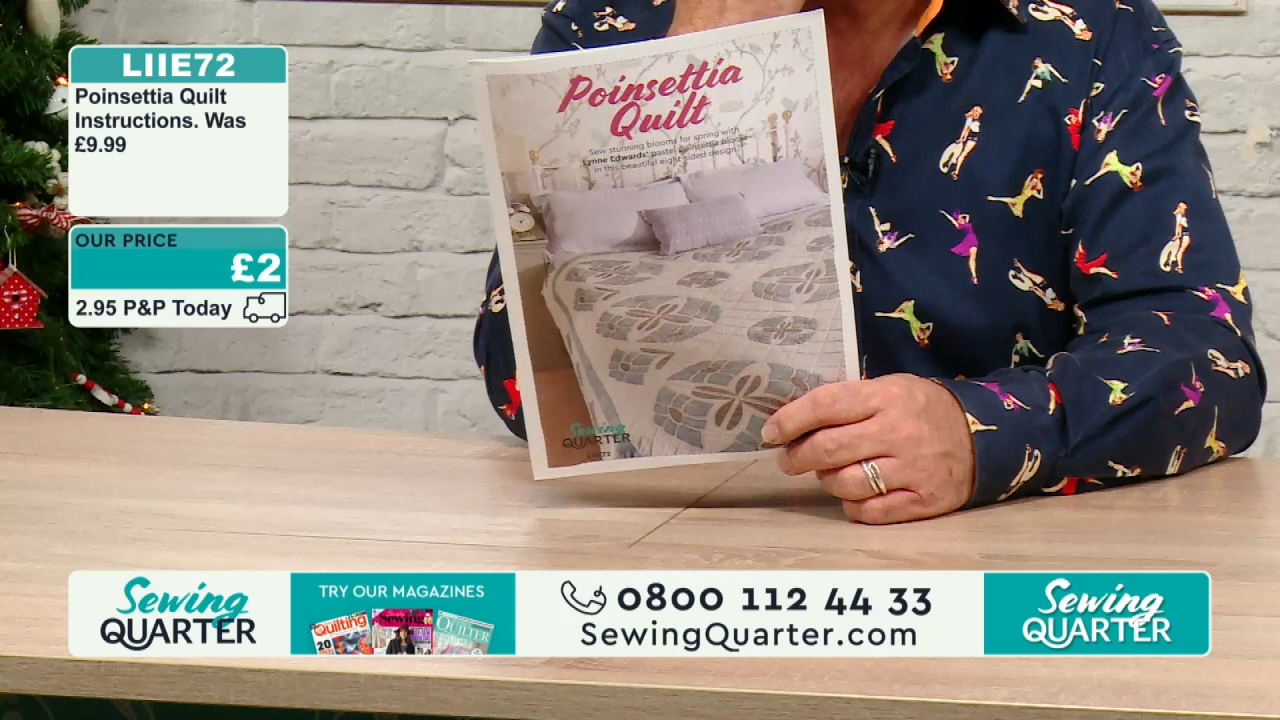 LIIE72
Poinsettia Quilt
Instructions. Was
£9.99
OUR PRICE
£2
2.95 P&P Today
Poinsettia
Quilt
Sew stunning blooms for spring with
Lynne Edwards' pastel poinsettia blocks
in this beautiful eight-sided design
Sewing
QUARTER
LIIE72
Sewing
QUARTER
TRY OUR MAGAZINES
Quilting
20
Sewing
QUILTER
0800 112 44 33
SewingQuarter.com
Sewing
QUARTER